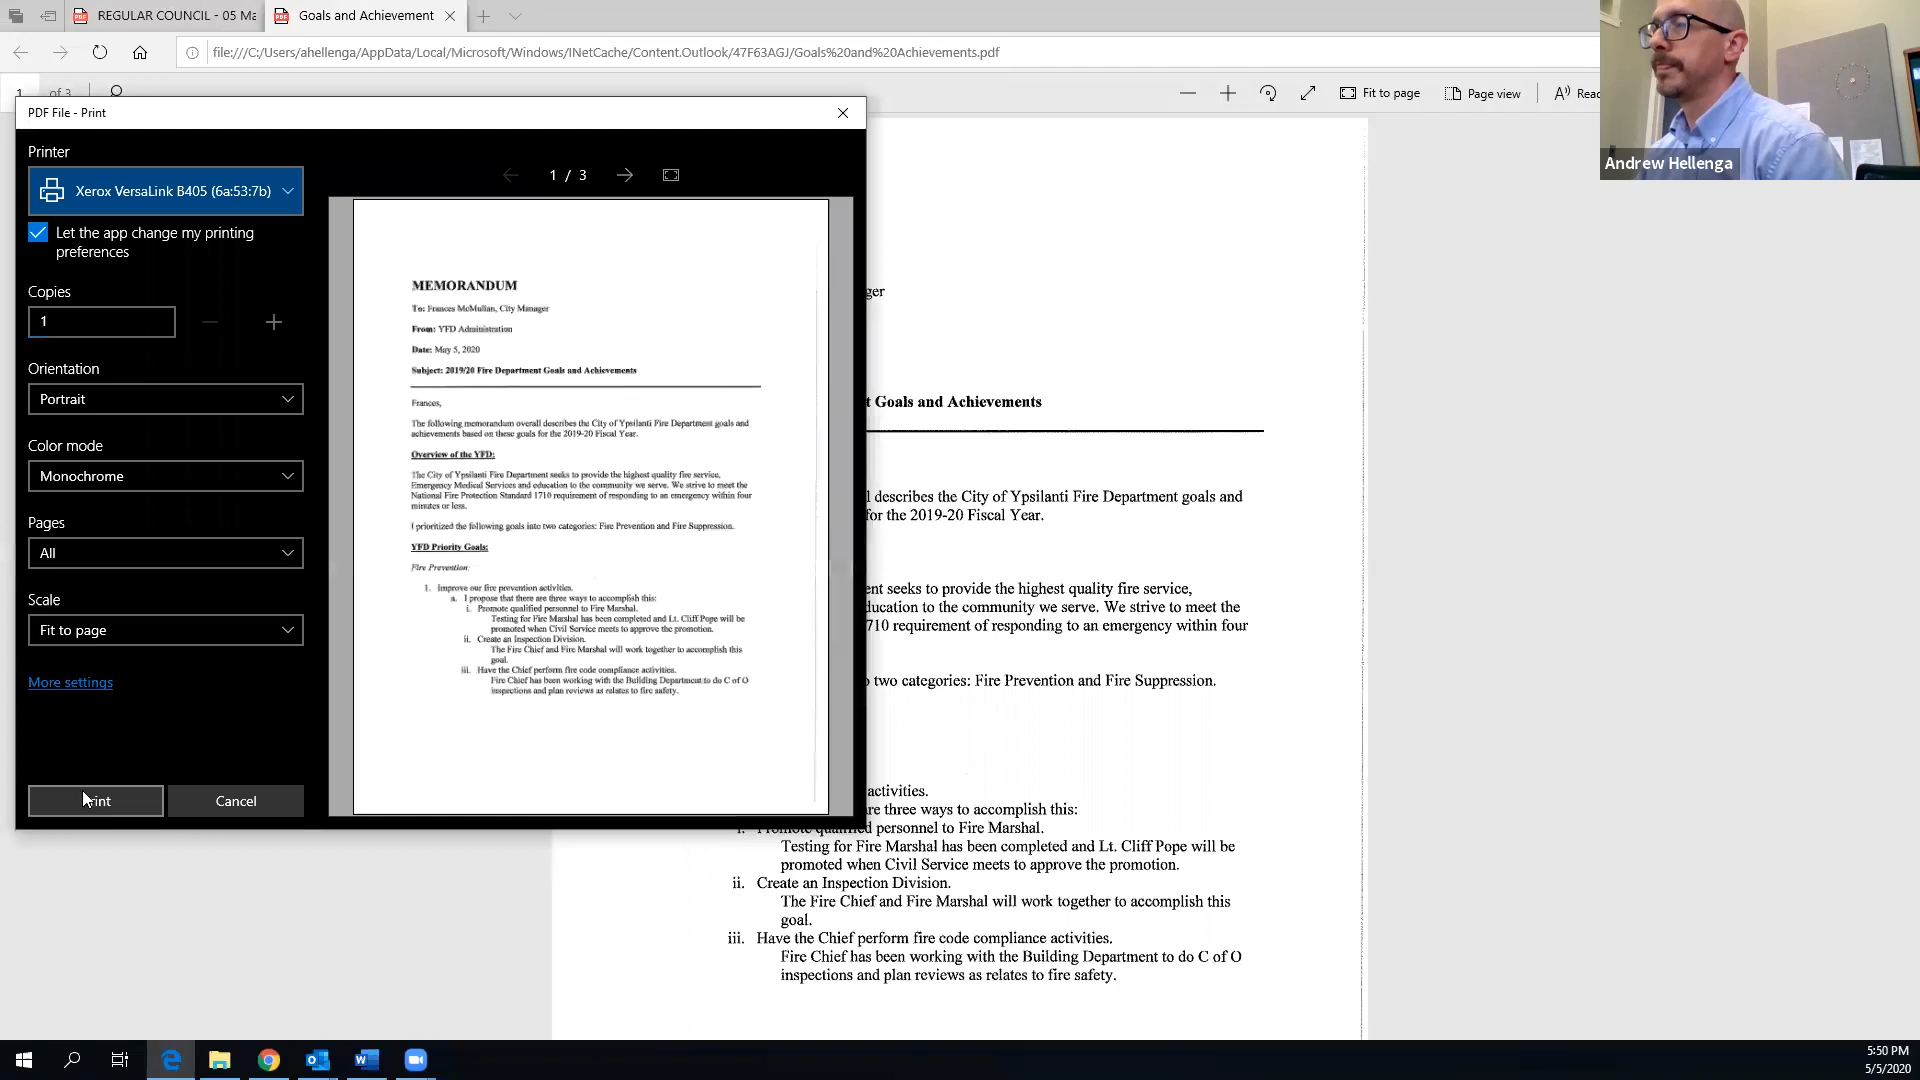 REGULAR COUNCIL - 05 Ma
Goals and Achievement
file:///C:/Users/ahellenga/AppData/Local/Microsoft/Windows/INetCache/Content.Outlook/47F63AGJ/Goals%20and%20Achievements.pdf
1 of 3
Fit to page
Page view
Reac
Andrew Hellenga
PDF File - Print
Printer
Xerox VersaLink B405 (6a:53:7b)
Let the app change my printing
preferences
Copies
1
Orientation
Portrait
Color mode
Monochrome
Pages
All
Scale
Fit to page
More settings
Print
Cancel
1 / 3
MEMORANDUM
To: Frances McMullan, City Manager
From: YFD Administration
Date: May 5, 2020
Subject: 2019/20 Fire Department Goals and Achievements
Frances,
The following memorandum overall describes the City of Ypsilanti Fire Department goals and
achievements based on these goals for the 2019-20 Fiscal Year.
Overview of the YFD:
The City of Ypsilanti Fire Department seeks to provide the highest quality fire service,
Emergency Medical Services and education to the community we serve. We strive to meet the
National Fire Protection Standard 1710 requirement of responding to an emergency within four
minutes or less.
I prioritized the following goals into two categories: Fire Prevention and Fire Suppression.
YFD Priority Goals:
Fire Prevention:
1. Improve our fire prevention activities.
a. I propose that there are three ways to accomplish this:
i. Promote qualified personnel to Fire Marshal.
Testing for Fire Marshal has been completed and Lt. Cliff Pope will be
promoted when Civil Service meets to approve the promotion.
ii. Create an Inspection Division.
The Fire Chief and Fire Marshal will work together to accomplish this
goal.
iii. Have the Chief perform fire code compliance activities.
Fire Chief has been working with the Building Department to do C of O
inspections and plan reviews as relates to fire safety.
ger
t Goals and Achievements
l describes the City of Ypsilanti Fire Department goals and
for the 2019-20 Fiscal Year.
ent seeks to provide the highest quality fire service,
ducation to the community we serve. We strive to meet the
710 requirement of responding to an emergency within four
o two categories: Fire Prevention and Fire Suppression.
activities.
re three ways to accomplish this:
i. Promote qualified personnel to Fire Marshal.
Testing for Fire Marshal has been completed and Lt. Cliff Pope will be
promoted when Civil Service meets to approve the promotion.
ii. Create an Inspection Division.
The Fire Chief and Fire Marshal will work together to accomplish this
goal.
iii. Have the Chief perform fire code compliance activities.
Fire Chief has been working with the Building Department to do C of O
inspections and plan reviews as relates to fire safety.
5:50 PM
5/5/2020